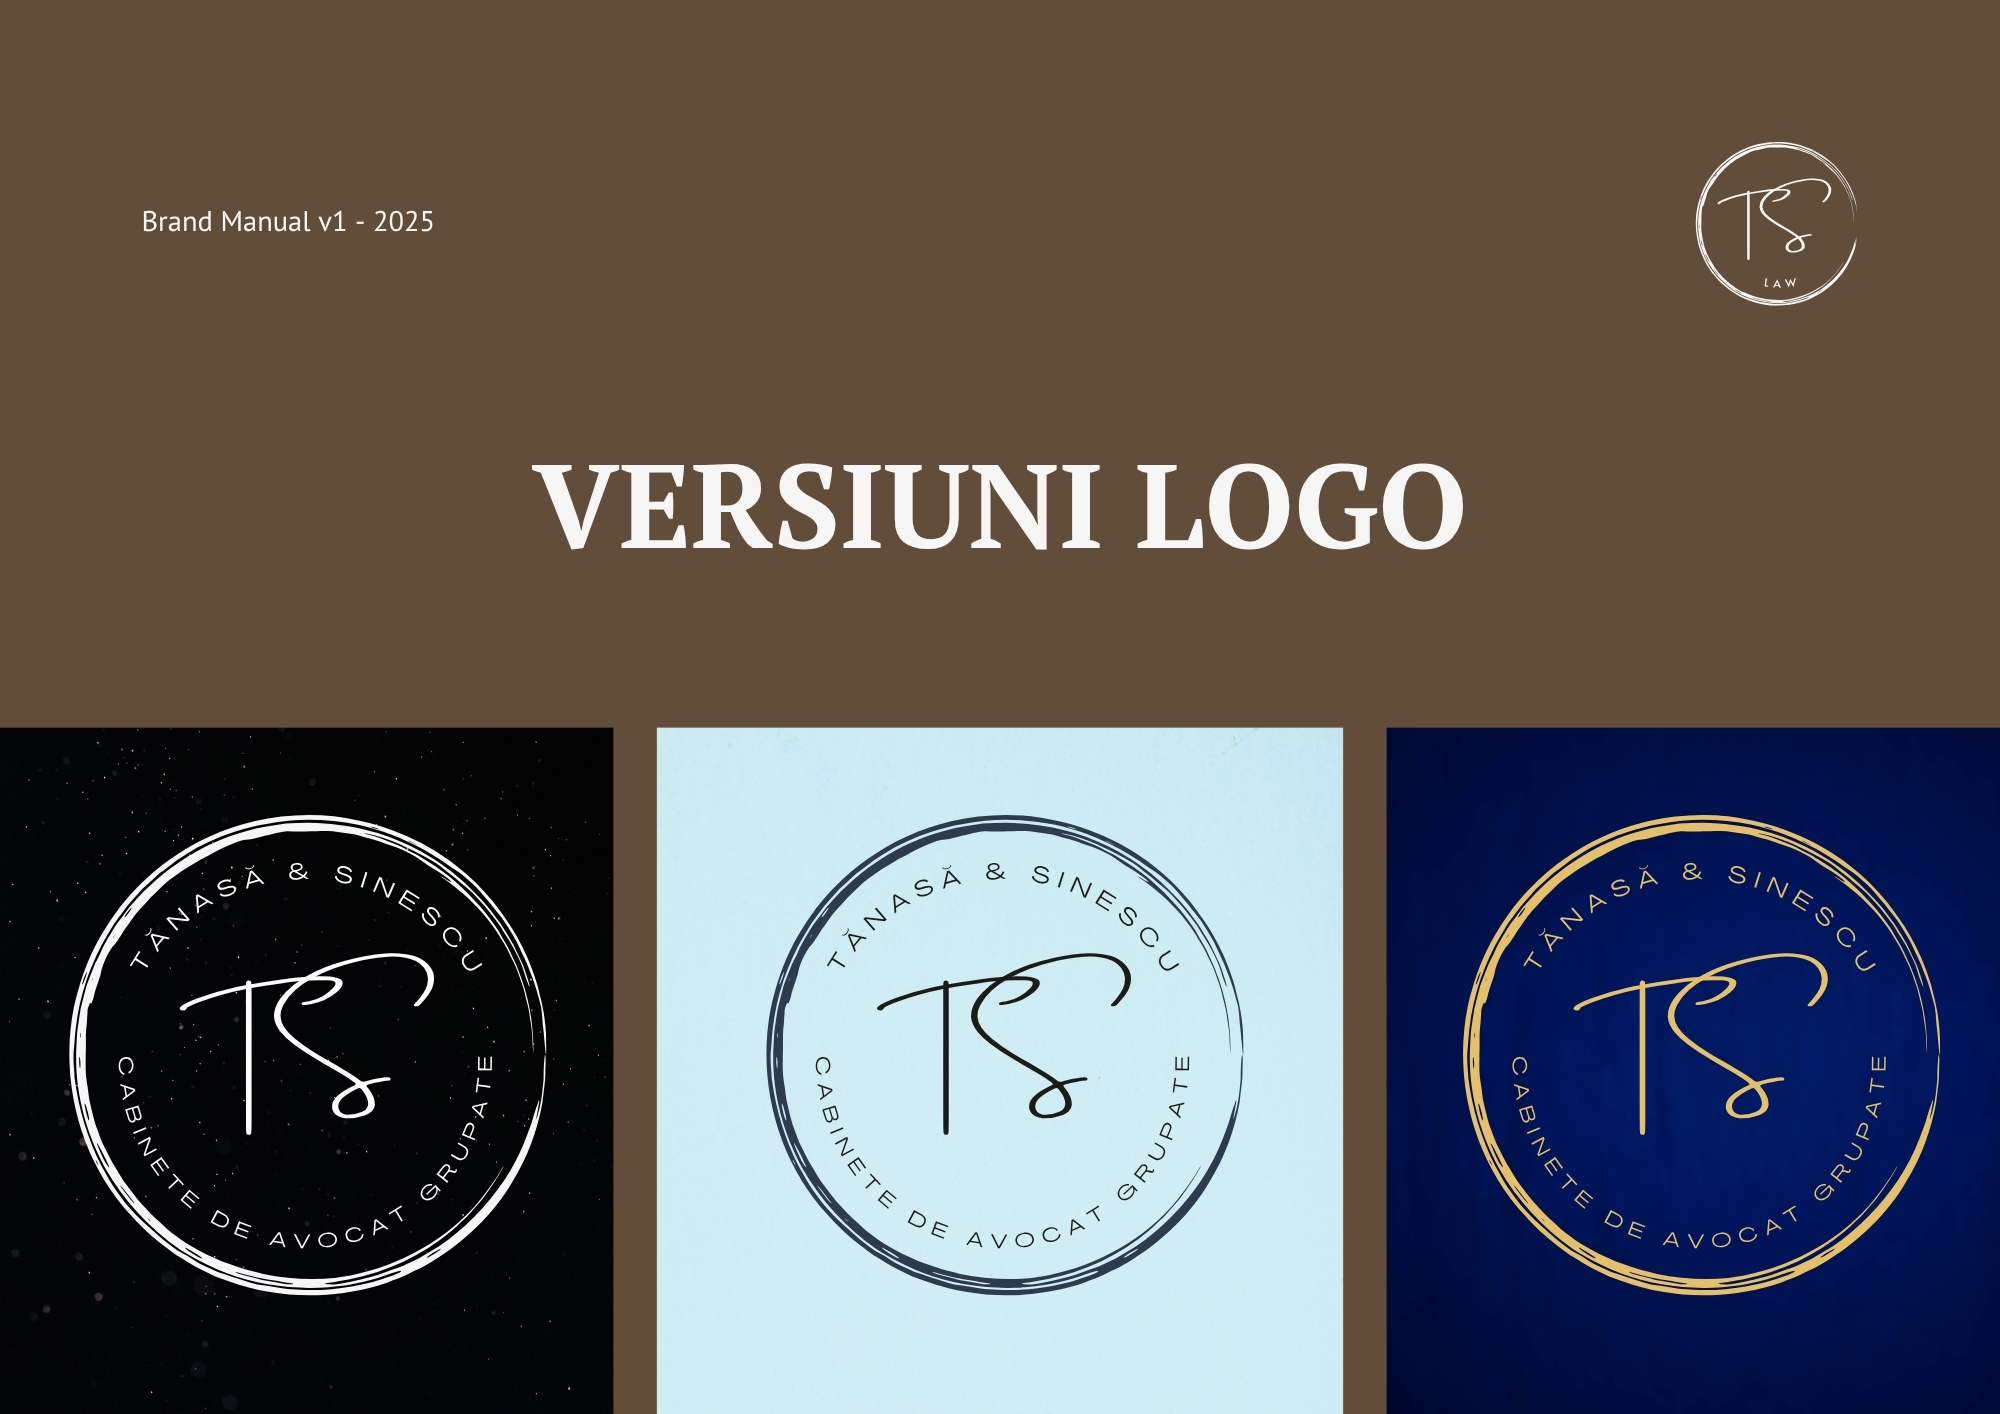 Brand Manual v1 - 2025
TS
LAW
VERSIUNI LOGO
TĂNASĂ & SINESCU
TS
CABINETE DE AVOCAT GRUPATE
TĂNASĂ & SINESCU
TS
CABINETE DE AVOCAT GRUPATE
TĂNASĂ & SINESCU
TS
CABINETE DE AVOCAT GRUPATE